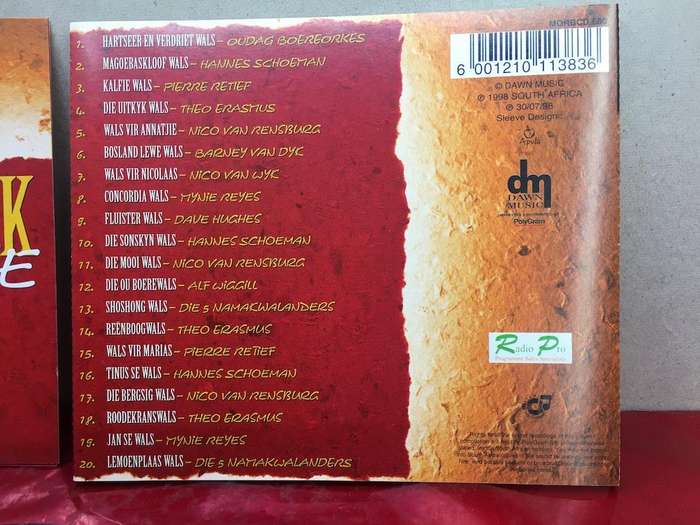 K
E
1. HARTSEER EN VERDRIET WALS – OUDAG BOEREORKES
2. MAGOEBASKLOOF WALS – HANNES SCHOEMAN
3. KALFIE WALS – PIERRE RETIEF
4. DIE UITKYK WALS – THEO ERASMUS
5. WALS VIR ANNATJIE – NICO VAN RENSBURG
6. BOSLAND LEWE WALS – BARNEY VAN DYK
7. WALS VIR NICOLAAS – NICO VAN WYK
8. CONCORDIA WALS – MYNIE REYES
9. FLUISTER WALS – DAVE HUGHES
10. DIE SONSKYN WALS – HANNES SCHOEMAN
11. DIE MOOI WALS – NICO VAN RENSBURG
12. DIE OU BOEREWALS – ALF WIGGILL
13. SHOSHONG WALS – DIE 5 NAMAKWALANDERS
14. REËNBOOGWALS – THEO ERASMUS
15. WALS VIR MARIAS – PIERRE RETIEF
16. TINUS SE WALS – HANNES SCHOEMAN
17. DIE BERGSIG WALS – NICO VAN RENSBURG
18. ROODEKRANSWALS – THEO ERASMUS
19. JAN SE WALS – MYNIE REYES
20. LEMOENPLAAS WALS – DIE 5 NAMAKWALANDERS
6 001210 113836
© DAWN MUSIC
℗ 1998 SOUTH AFRICA
℗ 30/07/98
Sleeve Design:
Apula
dm
DAWN
MUSIC
PolyGram
Radio Pro